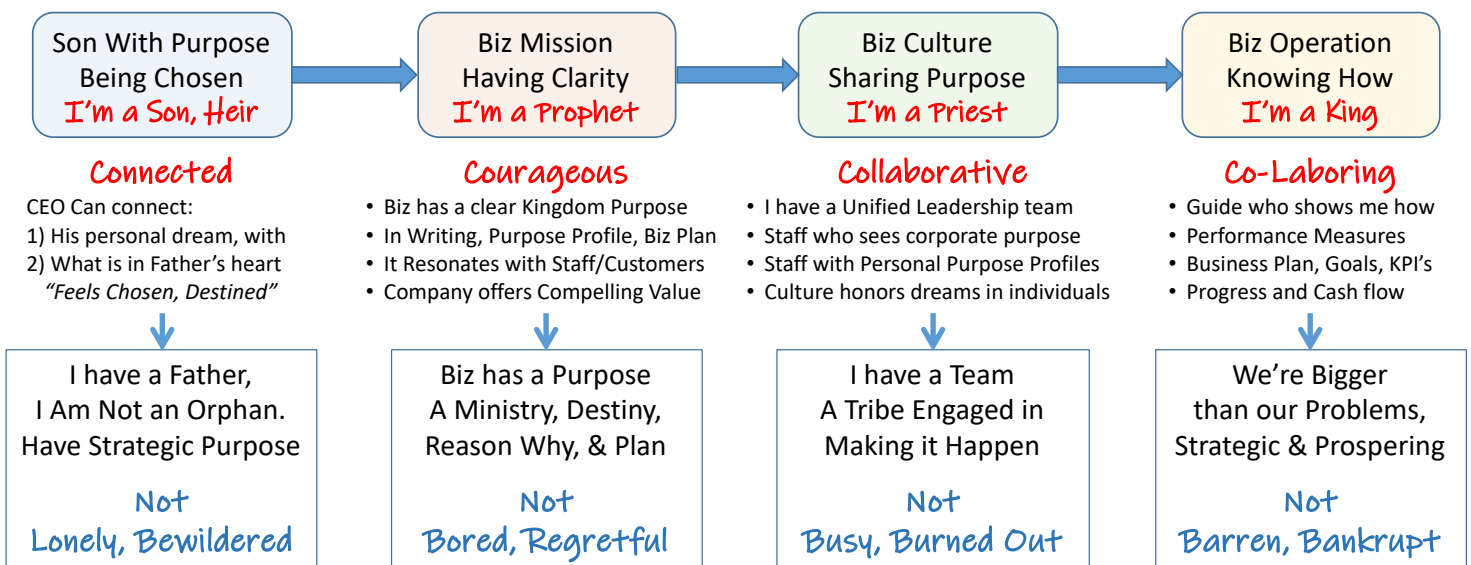 Son With Purpose
Being Chosen
I'm a Son, Heir
Connected
CEO Can connect:
1) His personal dream, with
2) What is in Father's heart
"Feels Chosen, Destined"
I have a Father,
I Am Not an Orphan.
Have Strategic Purpose
Not
Lonely, Bewildered
Biz Mission
Having Clarity
I'm a Prophet
Courageous
• Biz has a clear Kingdom Purpose
• In Writing, Purpose Profile, Biz Plan
• It Resonates with Staff/Customers
• Company offers Compelling Value
Biz has a Purpose
A Ministry, Destiny,
Reason Why, & Plan
Not
Bored, Regretful
Biz Culture
Sharing Purpose
I'm a Priest
Collaborative
• I have a Unified Leadership team
• Staff who sees corporate purpose
• Staff with Personal Purpose Profiles
• Culture honors dreams in individuals
I have a Team
A Tribe Engaged in
Making it Happen
Not
Busy, Burned Out
Biz Operation
Knowing How
I'm a King
Co-Laboring
• Guide who shows me how
• Performance Measures
• Business Plan, Goals, KPI's
• Progress and Cash flow
We're Bigger
than our Problems,
Strategic & Prospering
Not
Barren, Bankrupt